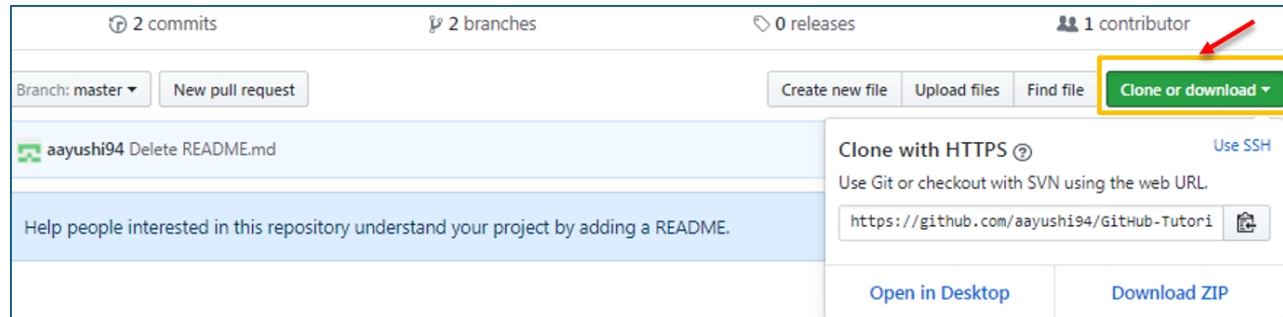 2 commits 2 branches 0 releases 1 contributor
Branch: master New pull request Create new file Upload files Find file Clone or download
aayushi94 Delete README.md
Clone with HTTPS Use SSH
Use Git or checkout with SVN using the web URL.
Help people interested in this repository understand your project by adding a README.
https://github.com/aayushi94/GitHub-Tutori
Open in Desktop Download ZIP